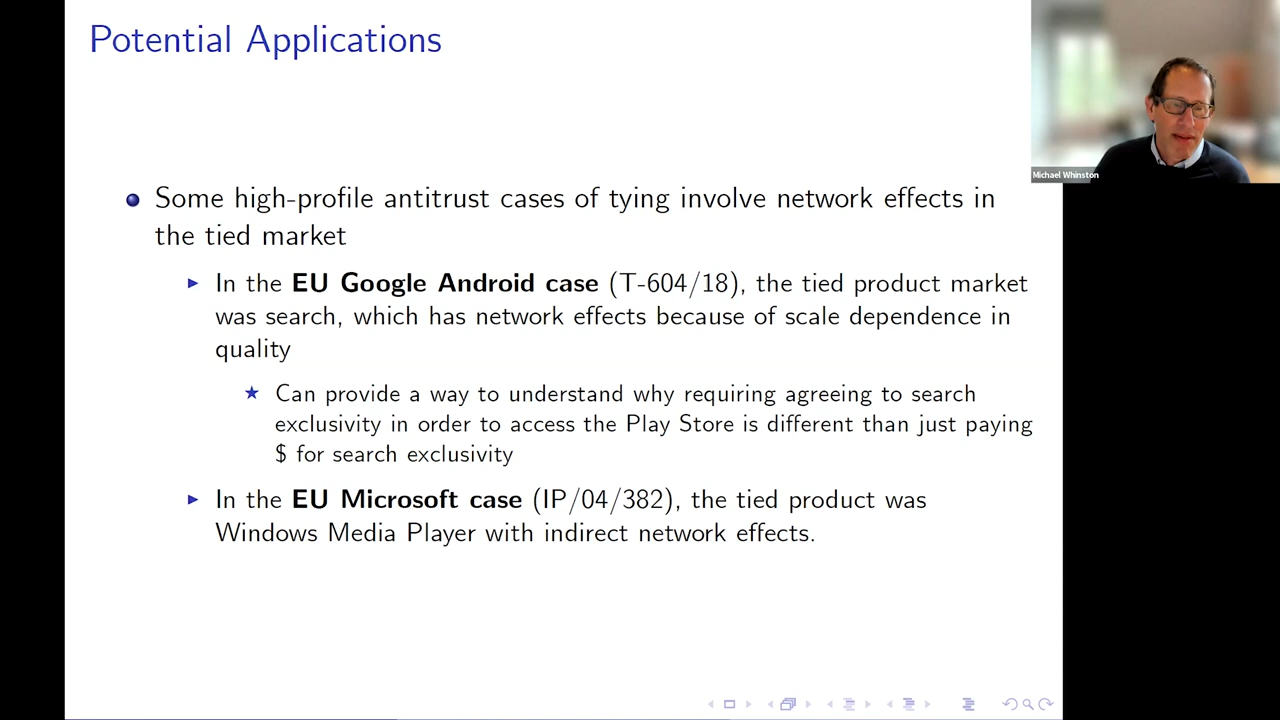 Potential Applications
Michael Whinston
Some high-profile antitrust cases of tying involve network effects in
the tied market
In the EU Google Android case (T-604/18), the tied product market
was search, which has network effects because of scale dependence in
quality
Can provide a way to understand why requiring agreeing to search
exclusivity in order to access the Play Store is different than just paying
$ for search exclusivity
In the EU Microsoft case (IP/04/382), the tied product was
Windows Media Player with indirect network effects.